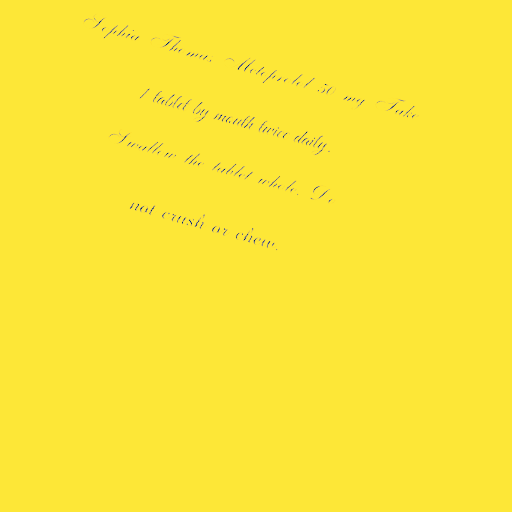 Sophia Thomas Metoprolol 50 mg Take
1 tablet by mouth twice daily.
Swallow the tablet whole. Do
not crush or chew.